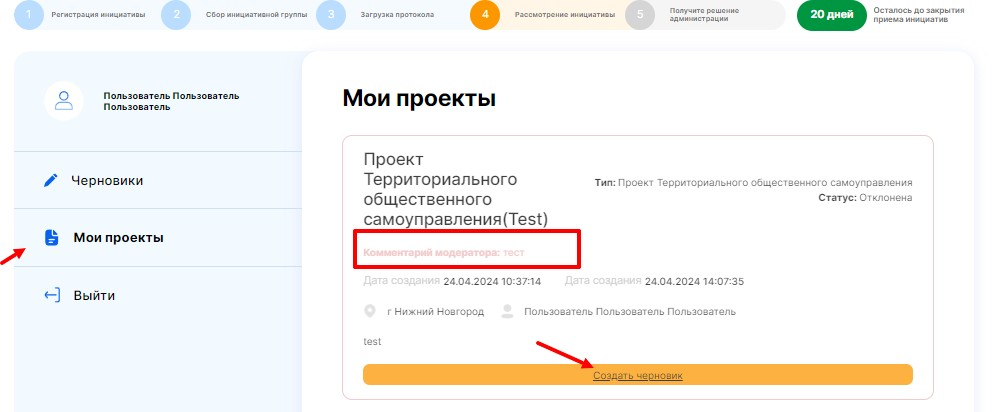 1 Регистрация инициативы 2 Сбор инициативной группы 3 Загрузка протокола 4 Рассмотрение инициативы 5 Получите решение администрации 20 дней Осталось до закрытия приема инициатив
Пользователь Пользователь
Пользователь
Черновики
Мои проекты
Выйти
Мои проекты
Проект
Территориального
общественного
самоуправления(Test)
Тип: Проект Территориального общественного самоуправления
Статус: Отклонена
Комментарий модератора: тест
Дата создания 24.04.2024 10:37:14 Дата создания 24.04.2024 14:07:35
г Нижний Новгород Пользователь Пользователь Пользователь
test
Создать черновик